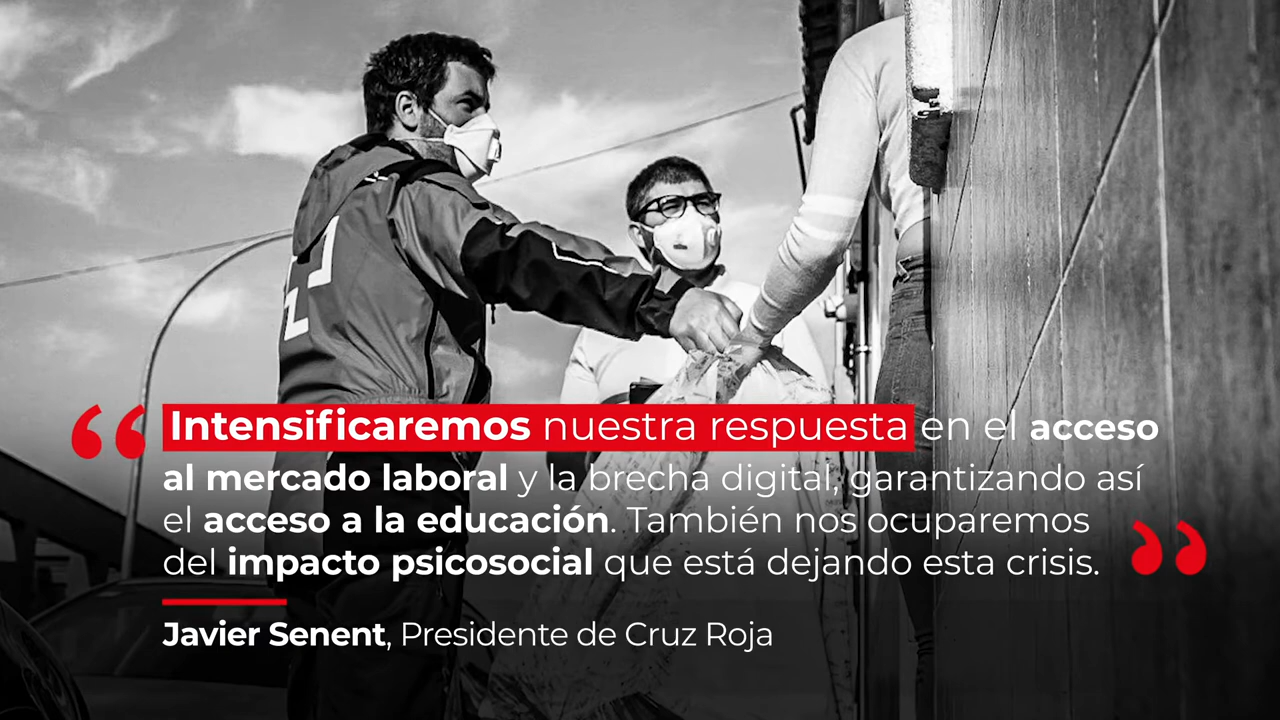 “ Intensificaremos nuestra respuesta en el acceso
al mercado laboral y la brecha digital, garantizando así
el acceso a la educación. También nos ocuparemos
del impacto psicosocial que está dejando esta crisis. ”
Javier Senent, Presidente de Cruz Roja